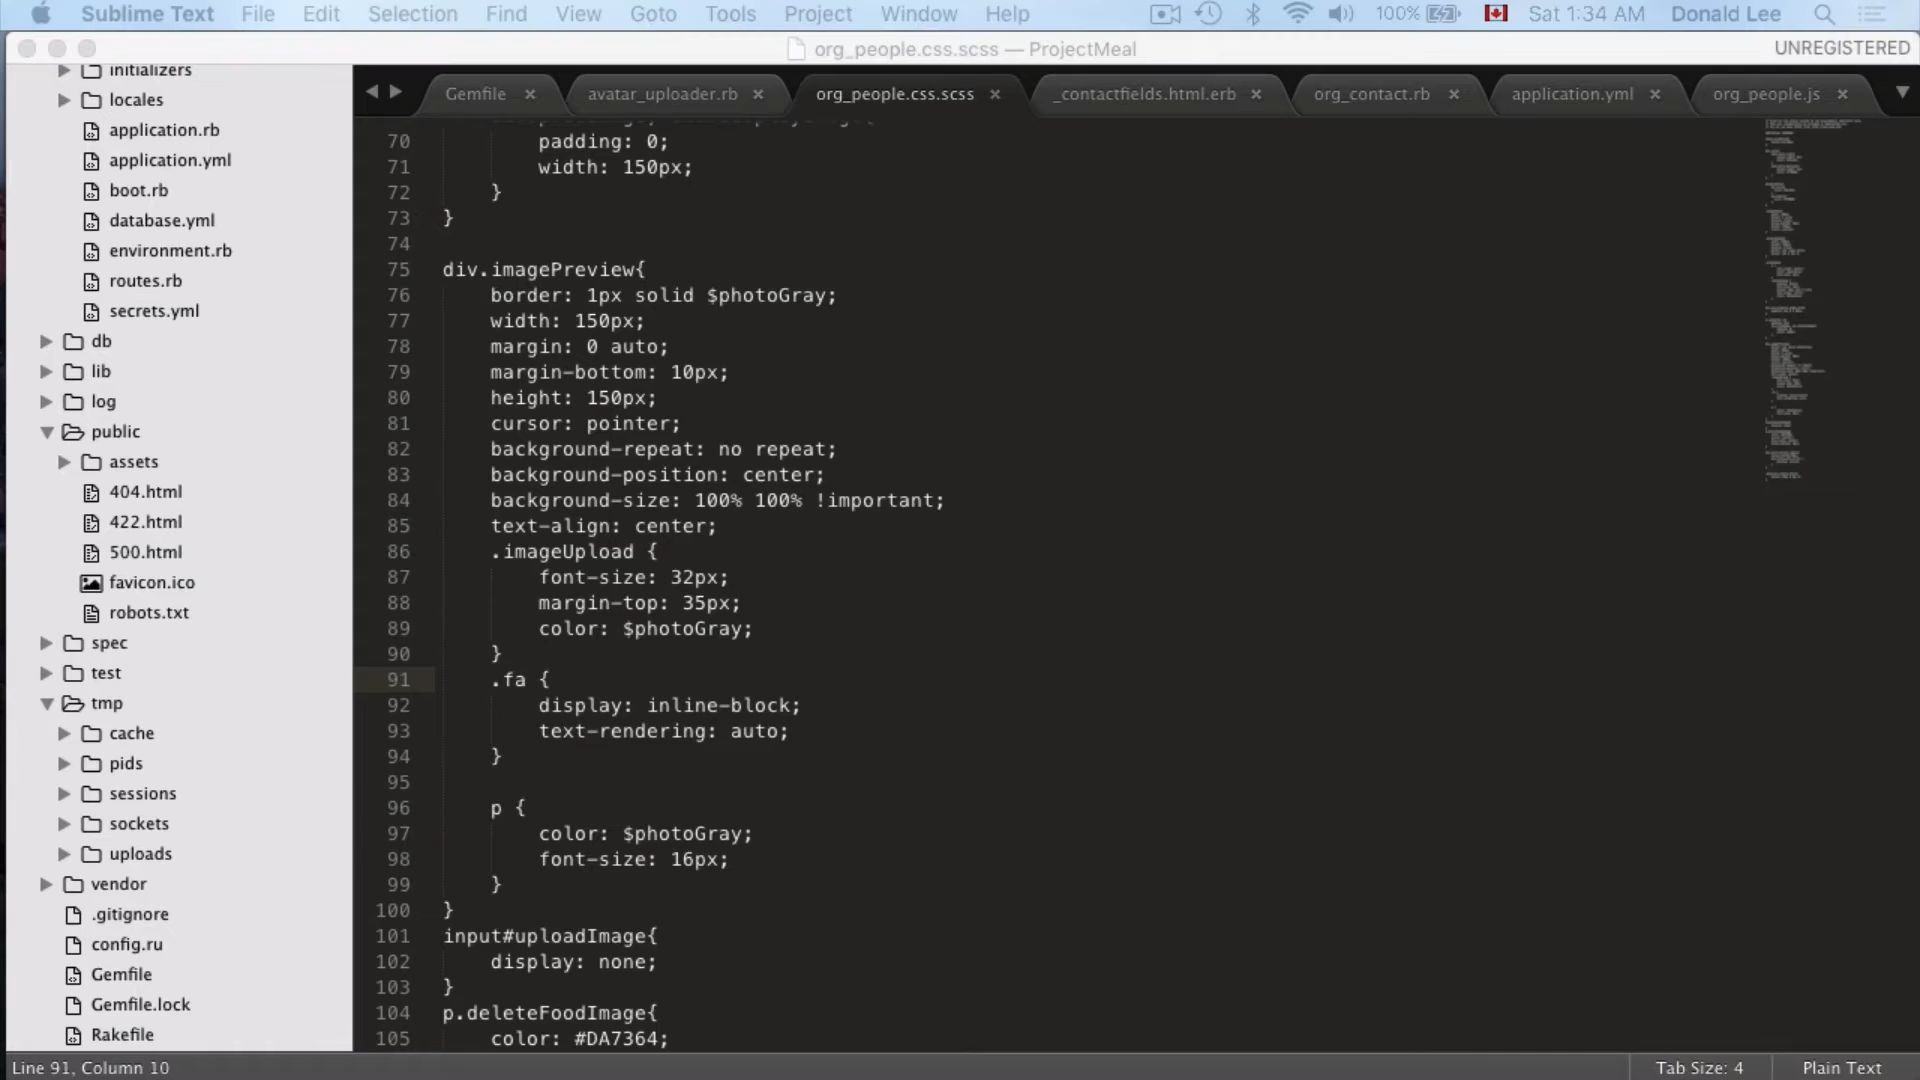 Sublime Text File Edit Selection Find View Goto Tools Project Window Help 100% Sat 1:34 AM Donald Lee
org_people.css.scss — ProjectMeal UNREGISTERED
Gemfile avatar_uploader.rb org_people.css.scss _contactfields.html.erb org_contact.rb application.yml org_people.js
initializers
locales
application.rb
application.yml
boot.rb
database.yml
environment.rb
routes.rb
secrets.yml
db
lib
log
public
assets
404.html
422.html
500.html
favicon.ico
robots.txt
spec
test
tmp
cache
pids
sessions
sockets
uploads
vendor
.gitignore
config.ru
Gemfile
Gemfile.lock
Rakefile
70 padding: 0;
71 width: 150px;
72 }
73 }
74
75 div.imagePreview{
76 border: 1px solid $photoGray;
77 width: 150px;
78 margin: 0 auto;
79 margin-bottom: 10px;
80 height: 150px;
81 cursor: pointer;
82 background-repeat: no repeat;
83 background-position: center;
84 background-size: 100% 100% !important;
85 text-align: center;
86 .imageUpload {
87 font-size: 32px;
88 margin-top: 35px;
89 color: $photoGray;
90 }
91 .fa {
92 display: inline-block;
93 text-rendering: auto;
94 }
95
96 p {
97 color: $photoGray;
98 font-size: 16px;
99 }
100 }
101 input#uploadImage{
102 display: none;
103 }
104 p.deleteFoodImage{
105 color: #DA7364;
Line 91, Column 10 Tab Size: 4 Plain Text